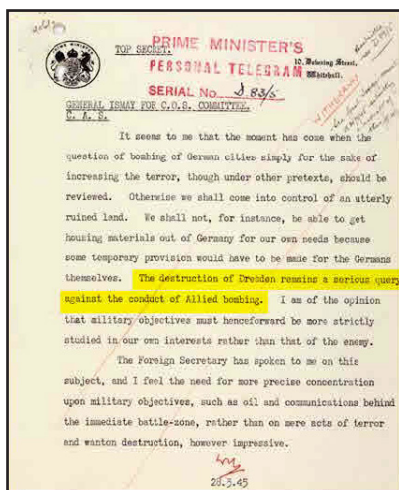 TOP SECRET.
PRIME MINISTER'S
PERSONAL TELEGRAM
10, Downing Street,
Whitehall.
SERIAL No. D.83/5
GENERAL ISMAY FOR C.O.S. COMMITTEE.
C. A. S.
It seems to me that the moment has come when the
question of bombing of German cities simply for the sake of
increasing the terror, though under other pretexts, should be
reviewed. Otherwise we shall come into control of an utterly
ruined land. We shall not, for instance, be able to get
housing materials out of Germany for our own needs because
some temporary provision would have to be made for the Germans
themselves. The destruction of Dresden remains a serious query
against the conduct of Allied bombing. I am of the opinion
that military objectives must henceforward be more strictly
studied in our own interests rather than that of the enemy.
The Foreign Secretary has spoken to me on this
subject, and I feel the need for more precise concentration
upon military objectives, such as oil and communications behind
the immediate battle-zone, rather than on mere acts of terror
and wanton destruction, however impressive.
28.3.45